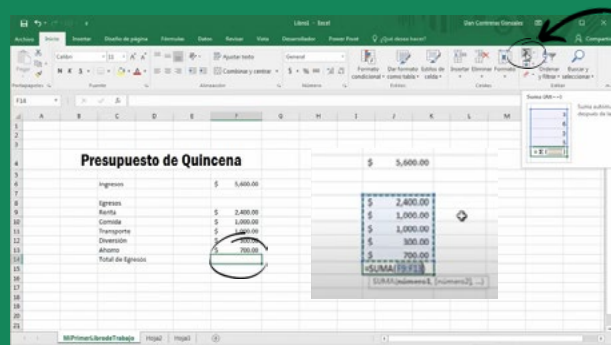 Libro1 - Excel
Dan Contreras Gonzales
Archivo Inicio Insertar Diseño de página Fórmulas Datos Revisar Vista Desarrollador Power Pivot ¿Qué desea hacer?
Compartir
Pegar
Calibri 11
Ajustar texto
General
Formato condicional Dar formato como tabla Estilos de celda
Insertar Eliminar Formato
Ordenar y filtrar Buscar y seleccionar
N K S
Combinar y centrar
Portapapeles Fuente Alineación Número Estilos Celdas Editar
F14
A B C D E F G H I J K L M
Presupuesto de Quincena
Ingresos $ 5,600.00
Egresos
Renta $ 2,400.00
Comida $ 1,000.00
Transporte $ 1,000.00
Diversión $ 300.00
Ahorro $ 700.00
Total de Egresos
$ 5,600.00
$ 2,400.00
$ 1,000.00
$ 1,000.00
$ 300.00
$ 700.00
=SUMA(F9:F13)
SUMA(número1, [número2], ...)
MiPrimerLibrodeTrabajo Hoja2 Hoja3